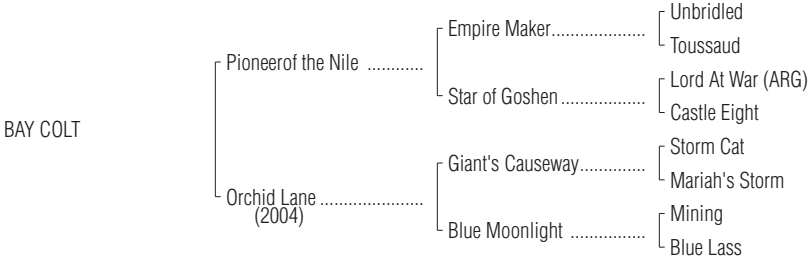 Unbridled
Empire Maker.....................
Toussaud
Pioneerof the Nile ............
Lord At War (ARG)
Star of Goshen...................
Castle Eight
BAY COLT
Storm Cat
Giant's Causeway...............
Mariah's Storm
Orchid Lane .......................
(2004)
Mining
Blue Moonlight .................
Blue Lass